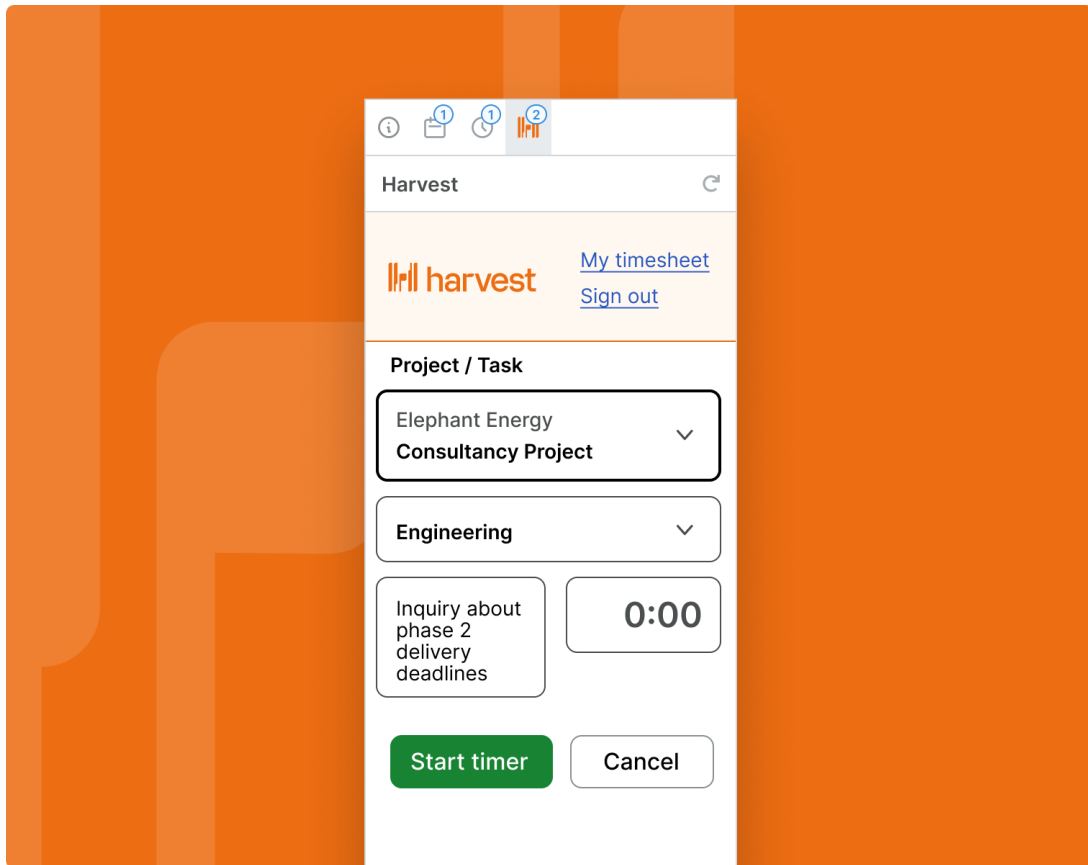 1
1
2
Harvest
harvest
My timesheet
Sign out
Project / Task
Elephant Energy
Consultancy Project
Engineering
Inquiry about
phase 2
delivery
deadlines
0:00
Start timer
Cancel